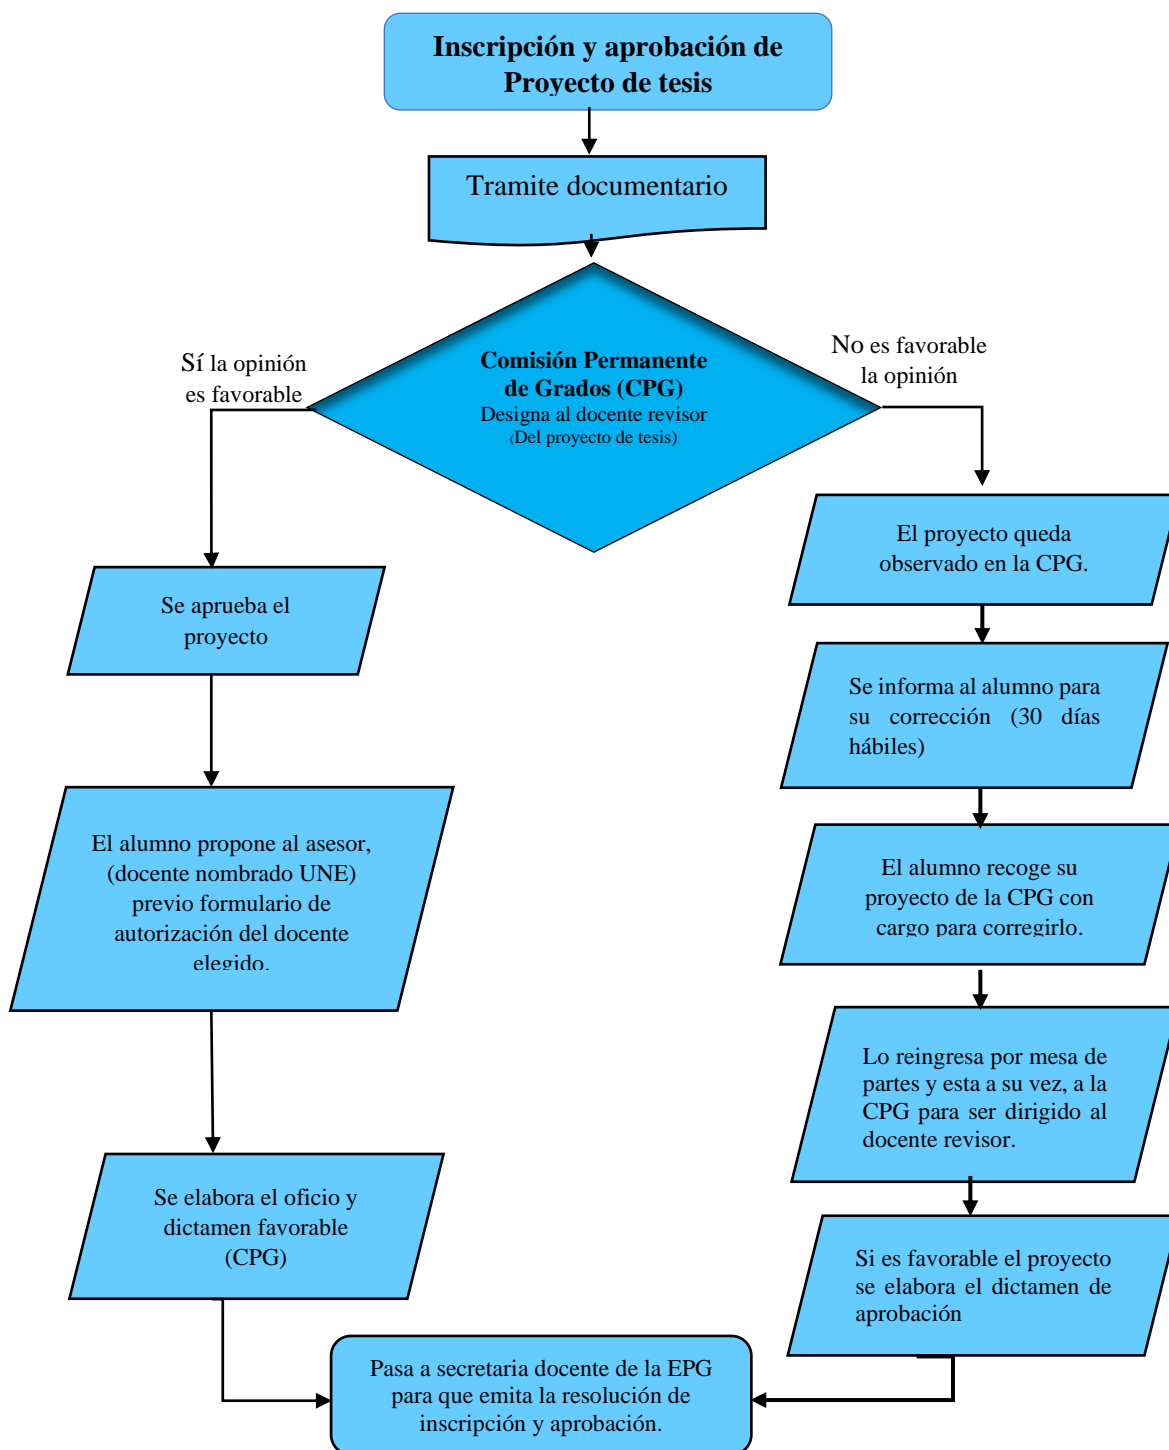 Inscripción y aprobación de
Proyecto de tesis
Tramite documentario
Sí la opinión
es favorable
Comisión Permanente
de Grados (CPG)
Designa al docente revisor
(Del proyecto de tesis)
No es favorable
la opinión
Se aprueba el
proyecto
El alumno propone al asesor,
(docente nombrado UNE)
previo formulario de
autorización del docente
elegido.
Se elabora el oficio y
dictamen favorable
(CPG)
El proyecto queda
observado en la CPG.
Se informa al alumno para
su corrección (30 días
hábiles)
El alumno recoge su
proyecto de la CPG con
cargo para corregirlo.
Lo reingresa por mesa de
partes y esta a su vez, a la
CPG para ser dirigido al
docente revisor.
Si es favorable el proyecto
se elabora el dictamen de
aprobación
Pasa a secretaria docente de la EPG
para que emita la resolución de
inscripción y aprobación.